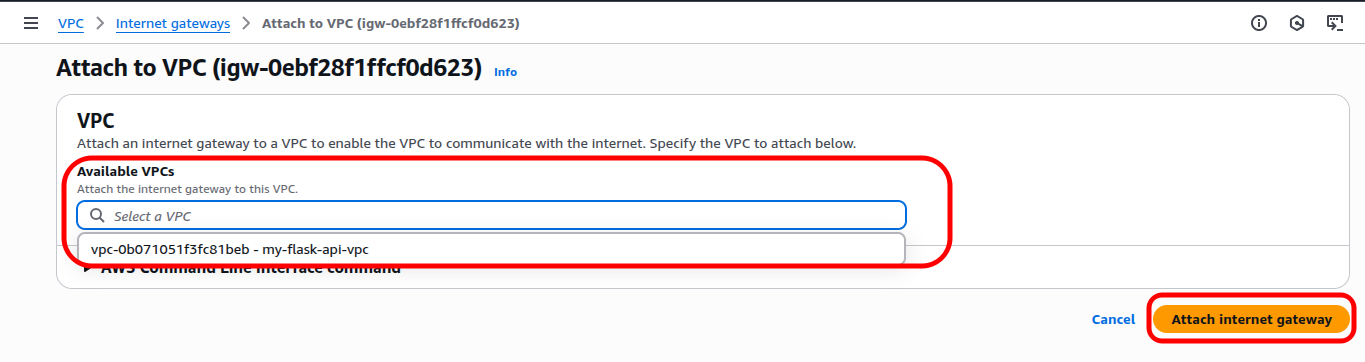 VPC > Internet gateways > Attach to VPC (igw-0ebf28f1ffcf0d623)
Attach to VPC (igw-0ebf28f1ffcf0d623) Info
VPC
Attach an internet gateway to a VPC to enable the VPC to communicate with the internet. Specify the VPC to attach below.
Available VPCs
Attach the internet gateway to this VPC.
Select a VPC
vpc-0b071051f3fc81beb - my-flask-api-vpc
AWS Command Line Interface command
Cancel Attach internet gateway